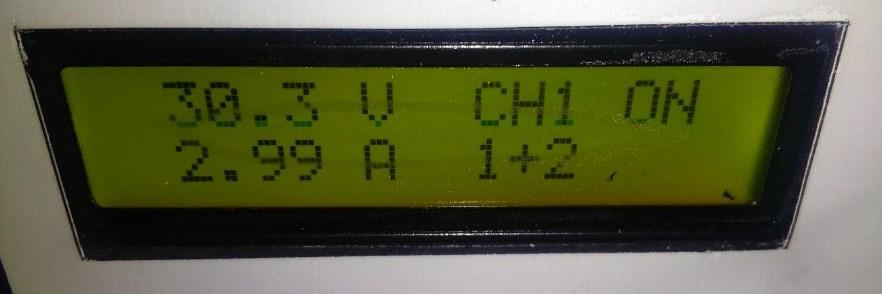 30.3 V CH1 ON
2.99 A 1+2